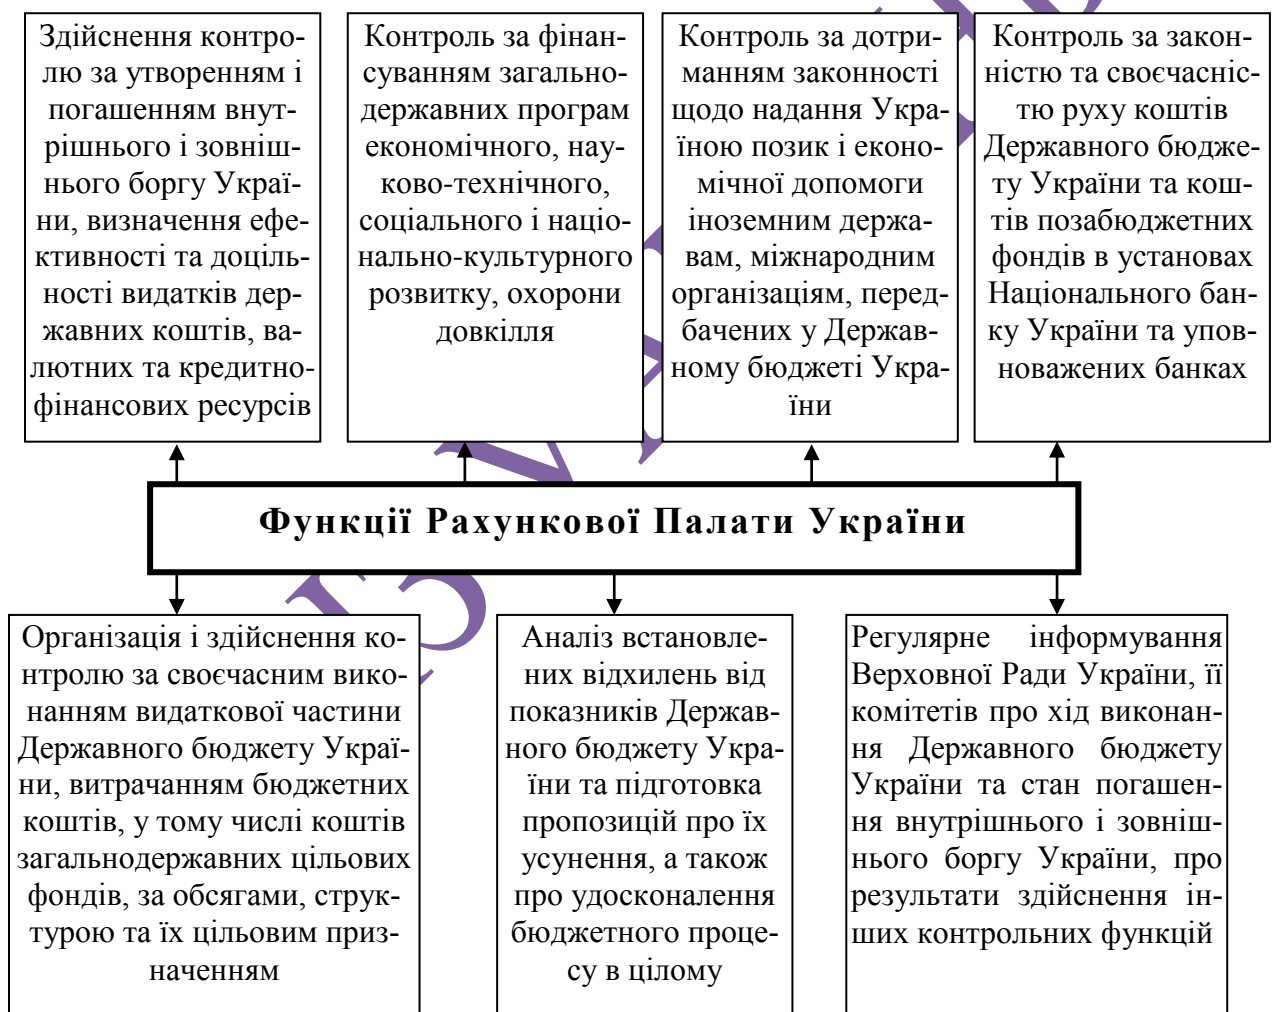 Здійснення контро-
лю за утворенням і
погашенням внут-
рішнього і зовніш-
нього боргу Украї-
ни, визначення ефе-
ктивності та доціль-
ності видатків дер-
жавних коштів, ва-
лютних та кредитно-
фінансових ресурсів
Контроль за фінан-
суванням загально-
державних програм
економічного, нау-
ково-технічного,
соціального і націо-
нально-культурного
розвитку, охорони
довкілля
Контроль за дотри-
манням законності
щодо надання Укра-
їною позик і еконо-
мічної допомоги
іноземним держа-
вам, міжнародним
організаціям, перед-
бачених у Держав-
ному бюджеті Укра-
їни
Контроль за закон-
ністю та своєчасніс-
тю руху коштів
Державного бюдже-
ту України та кош-
тів позабюджетних
фондів в установах
Національного бан-
ку України та упов-
новажених банках
Функції Рахункової Палати України
Організація і здійснення ко-
нтролю за своєчасним вико-
нанням видаткової частини
Державного бюджету Украї-
ни, витрачанням бюджетних
коштів, у тому числі коштів
загальнодержавних цільових
фондів, за обсягами, струк-
турою та їх цільовим приз-
наченням
Аналіз встановле-
них відхилень від
показників Держав-
ного бюджету Укра-
їни та підготовка
пропозицій про їх
усунення, а також
про удосконалення
бюджетного проце-
су в цілому
Регулярне інформування
Верховної Ради України, її
комітетів про хід виконан-
ня Державного бюджету
України та стан погашен-
ня внутрішнього і зовніш-
нього боргу України, про
результати здійснення ін-
ших контрольних функцій